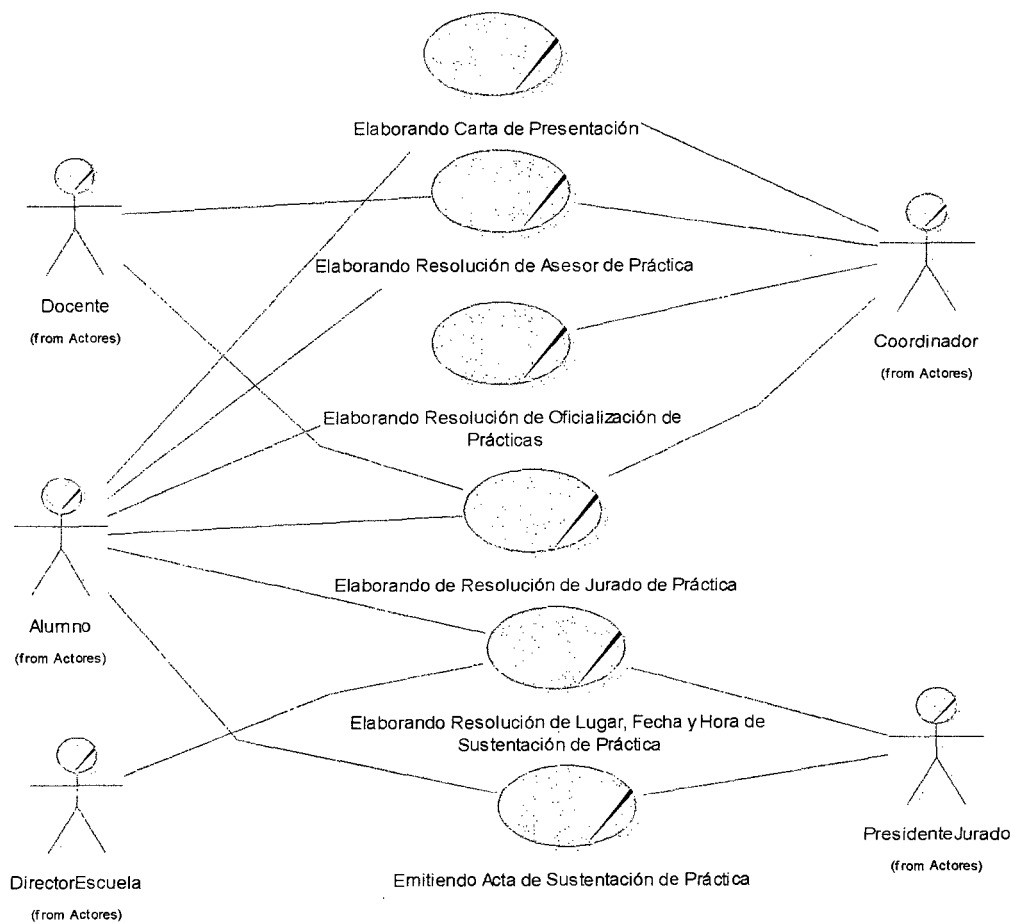 Elaborando Carta de Presentación
Docente
(from Actores)
Elaborando Resolución de Asesor de Práctica
Coordinador
(from Actores)
Elaborando Resolución de Oficialización de
Prácticas
Alumno
(from Actores)
Elaborando de Resolución de Jurado de Práctica
Elaborando Resolución de Lugar, Fecha y Hora de
Sustentación de Práctica
PresidenteJurado
(from Actores)
DirectorEscuela
(from Actores)
Emitiendo Acta de Sustentación de Práctica